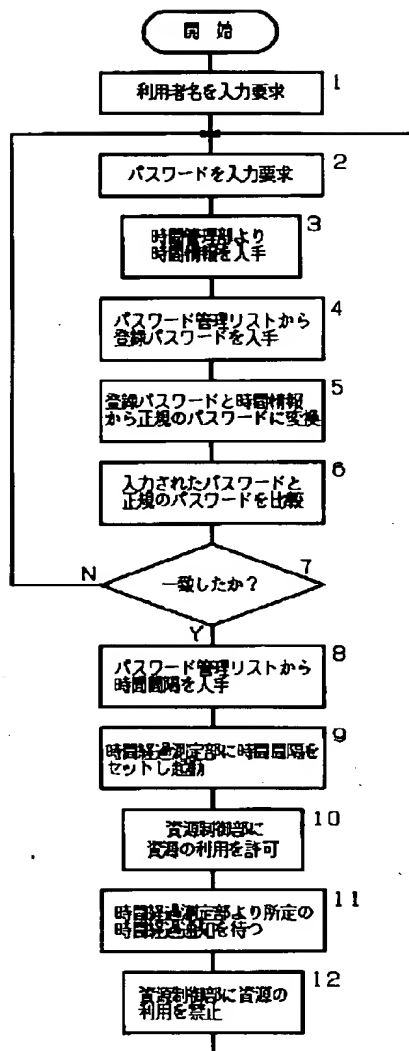 開 始
1
利用者名を入力要求
2
パスワードを入力要求
3
時間管理部より
時間情報を入手
4
パスワード管理リストから
登録パスワードを入手
5
登録パスワードと時間情報
から正規のパスワードに変換
6
入力されたパスワードと
正規のパスワードを比較
7
一致したか?
N
Y
8
パスワード管理リストから
時間間隔を入手
9
時間経過測定部に時間間隔を
セットし起動
10
資源制御部に
資源の利用を許可
11
時間経過測定部より所定の
時間経過通知を待つ
12
資源制御部に資源の
利用を禁止